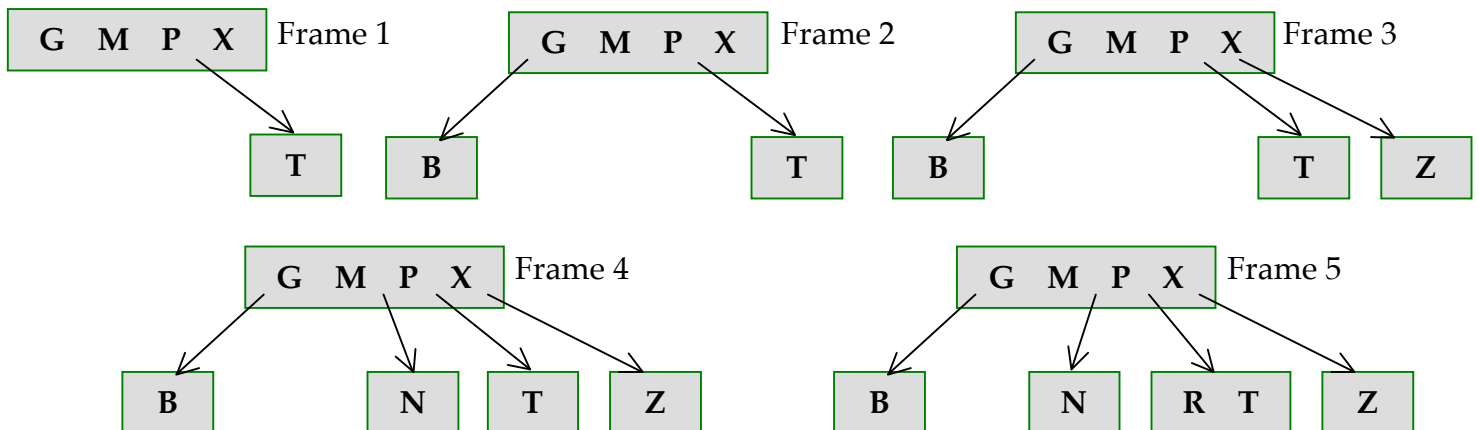 G M P X Frame 1
G M P X Frame 2
G M P X Frame 3
T
B
T
B
T
Z
G M P X Frame 4
G M P X Frame 5
B
N
T
Z
B
N
R T
Z